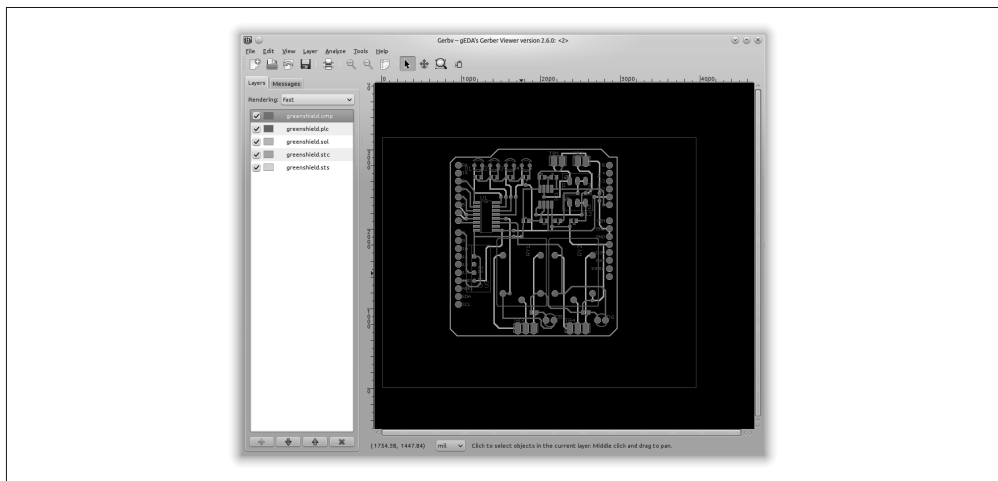 Gerbv – gEDA's Gerber Viewer version 2.6.0: <2>
File Edit View Layer Analyze Tools Help
Layers Messages
Rendering: Fast
greenshield.cmp
greenshield.plc
greenshield.sol
greenshield.stc
greenshield.sts
0 1000 2000 3000 4000
(1734.38, 1447.84) mil Click to select objects in the current layer. Middle click and drag to pan.